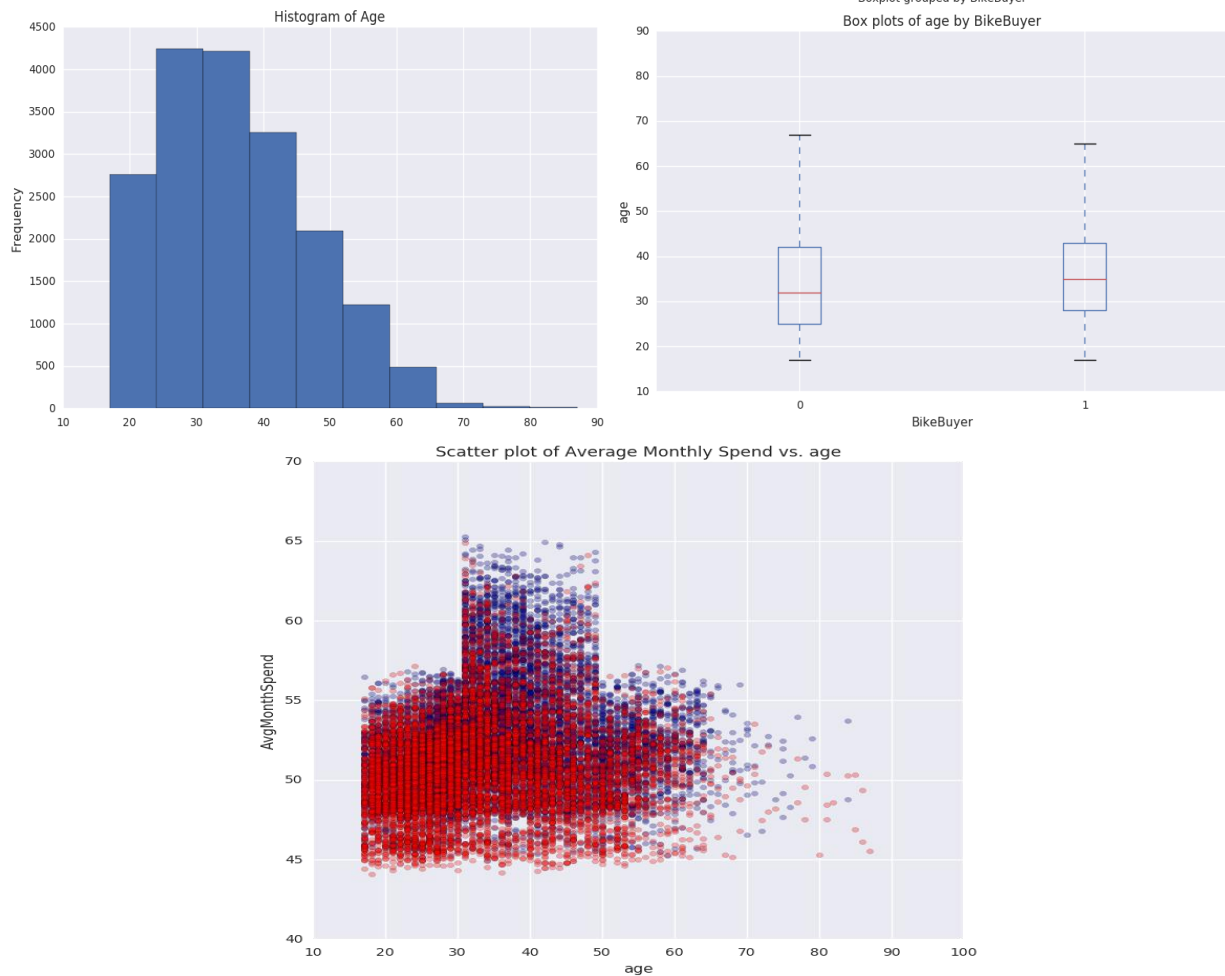 Histogram of Age
4500
4000
3500
3000
2500
2000
1500
1000
500
0
Frequency
10 20 30 40 50 60 70 80 90
Boxplot grouped by BikeBuyer
Box plots of age by BikeBuyer
90
80
70
60
50
40
30
20
10
age
0 1
BikeBuyer
Scatter plot of Average Monthly Spend vs. age
70
65
60
55
50
45
40
AvgMonthSpend
10 20 30 40 50 60 70 80 90 100
age